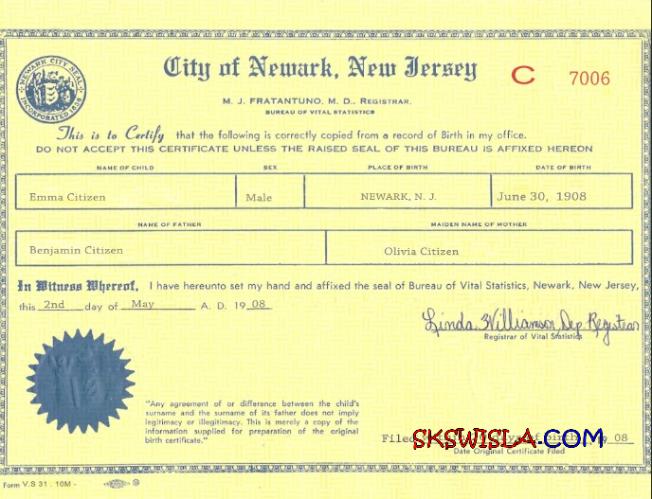 NEWARK CITY SEAL
INCORPORATED 1836
City of Newark, New Jersey
C 7006
M. J. FRATANTUNO, M. D., REGISTRAR.
BUREAU OF VITAL STATISTICS
This is to Certify that the following is correctly copied from a record of Birth in my office.
DO NOT ACCEPT THIS CERTIFICATE UNLESS THE RAISED SEAL OF THIS BUREAU IS AFFIXED HEREON
NAME OF CHILD SEX PLACE OF BIRTH DATE OF BIRTH
Emma Citizen Male NEWARK, N. J. June 30, 1908
NAME OF FATHER MAIDEN NAME OF MOTHER
Benjamin Citizen Olivia Citizen
In Witness Whereof, I have hereunto set my hand and affixed the seal of Bureau of Vital Statistics, Newark, New Jersey,
this 2nd day of May A. D. 19 08
Linda Williamson, Dep Registrar
Registrar of Vital Statistics
"Any agreement of or difference between the child's
surname and the surname of its father does not imply
legitimacy or illegitimacy. This is merely a copy of the
information supplied for preparation of the original
birth certificate."
Filed of birth 19 08
SKSWISLA.COM
Date Original Certificate Filed
Form V.S 31 . 10M -